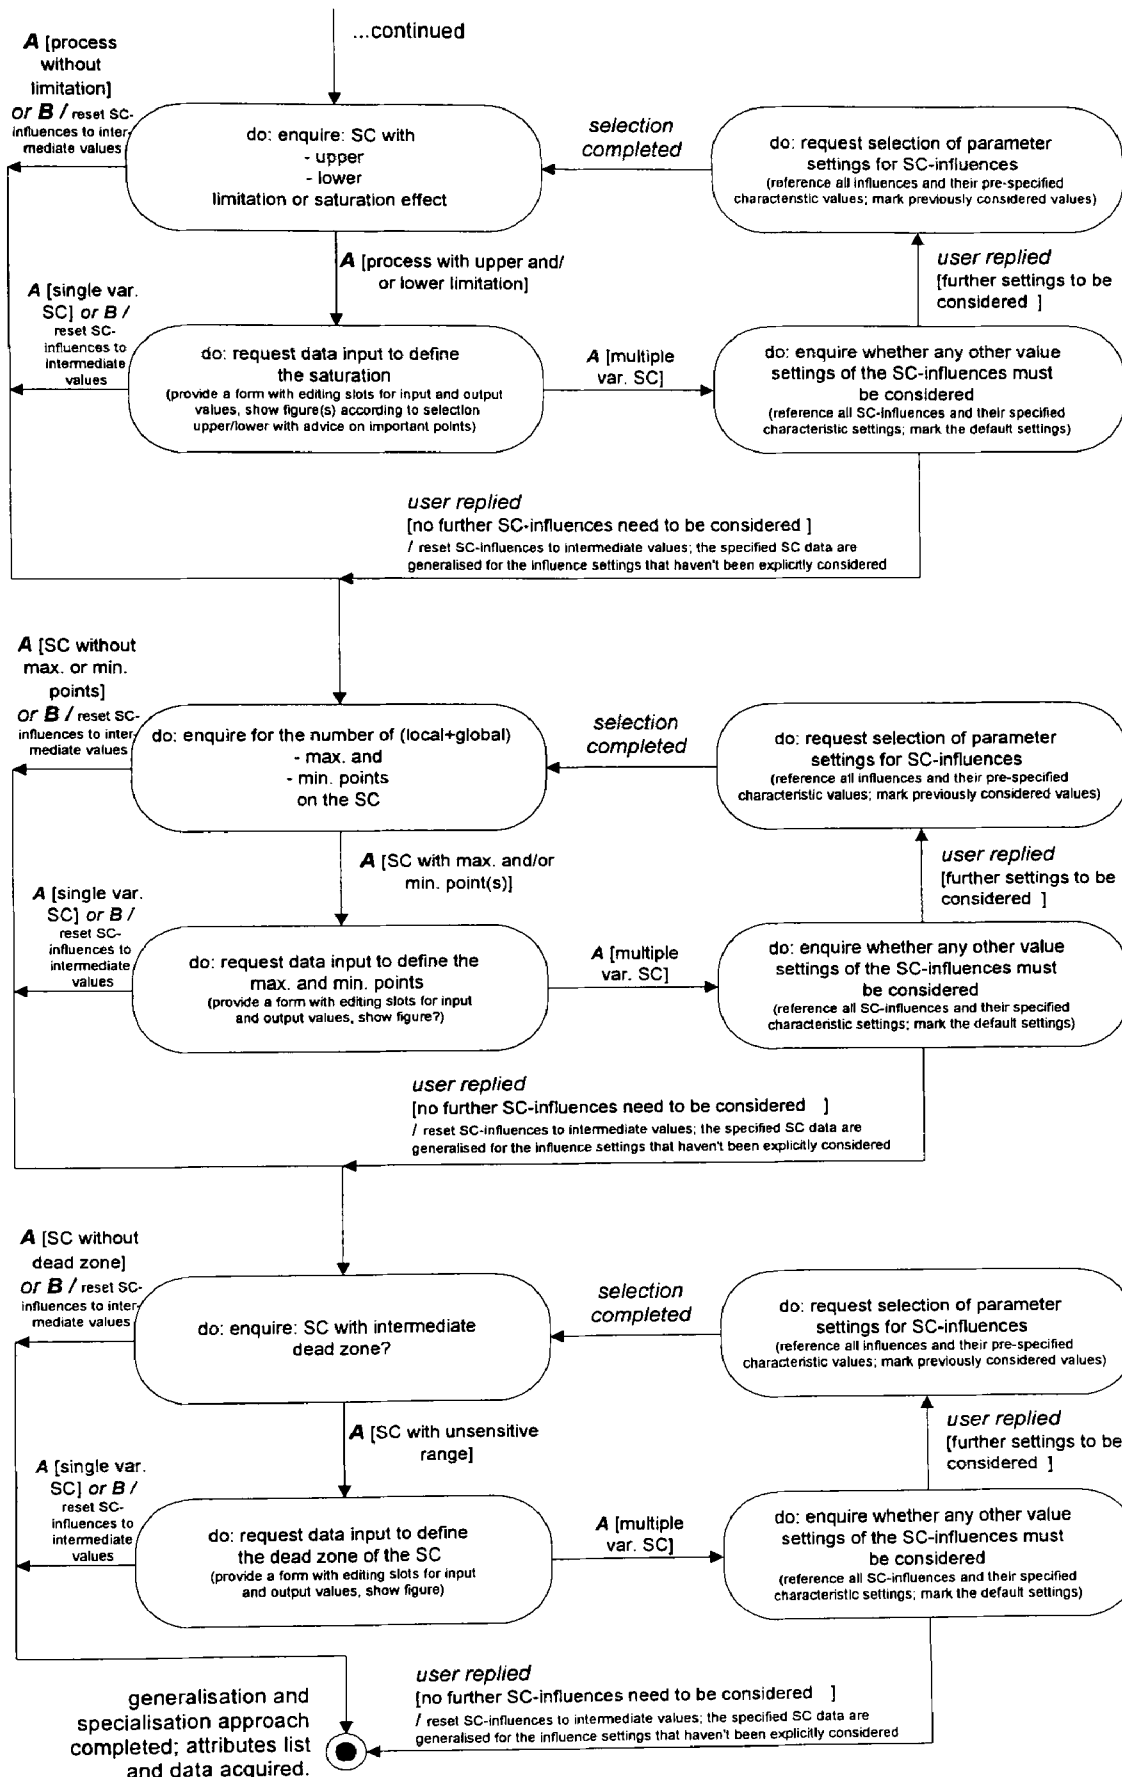 ...continued
A [process
without
limitation]
or B / reset SC-
influences to inter-
mediate values
do: enquire: SC with
- upper
- lower
limitation or saturation effect
selection
completed
do: request selection of parameter
settings for SC-influences
(reference all influences and their pre-specified
characteristic values; mark previously considered values)
A [process with upper and/
or lower limitation]
user replied
[further settings to be
considered ]
A [single var.
SC] or B /
reset SC-
influences to
intermediate
values
do: request data input to define
the saturation
(provide a form with editing slots for input and output
values, show figure(s) according to selection
upper/lower with advice on important points)
A [multiple
var. SC]
do: enquire whether any other value
settings of the SC-influences must
be considered
(reference all SC-influences and their specified
characteristic settings; mark the default settings)
user replied
[no further SC-influences need to be considered ]
/ reset SC-influences to intermediate values; the specified SC data are
generalised for the influence settings that haven't been explicitly considered
A [SC without
max. or min.
points]
or B / reset SC-
influences to inter-
mediate values
do: enquire for the number of (local+global)
- max. and
- min. points
on the SC
selection
completed
do: request selection of parameter
settings for SC-influences
(reference all influences and their pre-specified
characteristic values; mark previously considered values)
A [SC with max. and/or
min. point(s)]
user replied
[further settings to be
considered ]
A [single var.
SC] or B /
reset SC-
influences to
intermediate
values
do: request data input to define the
max. and min. points
(provide a form with editing slots for input
and output values, show figure?)
A [multiple
var. SC]
do: enquire whether any other value
settings of the SC-influences must
be considered
(reference all SC-influences and their specified
characteristic settings; mark the default settings)
user replied
[no further SC-influences need to be considered ]
/ reset SC-influences to intermediate values; the specified SC data are
generalised for the influence settings that haven't been explicitly considered
A [SC without
dead zone]
or B / reset SC-
influences to inter-
mediate values
do: enquire: SC with intermediate
dead zone?
selection
completed
do: request selection of parameter
settings for SC-influences
(reference all influences and their pre-specified
characteristic values; mark previously considered values)
A [SC with unsensitive
range]
user replied
[further settings to be
considered ]
A [single var.
SC] or B /
reset SC-
influences to
intermediate
values
do: request data input to define
the dead zone of the SC
(provide a form with editing slots for input
and output values, show figure)
A [multiple
var. SC]
do: enquire whether any other value
settings of the SC-influences must
be considered
(reference all SC-influences and their specified
characteristic settings; mark the default settings)
user replied
[no further SC-influences need to be considered ]
/ reset SC-influences to intermediate values; the specified SC data are
generalised for the influence settings that haven't been explicitly considered
generalisation and
specialisation approach
completed; attributes list
and data acquired.